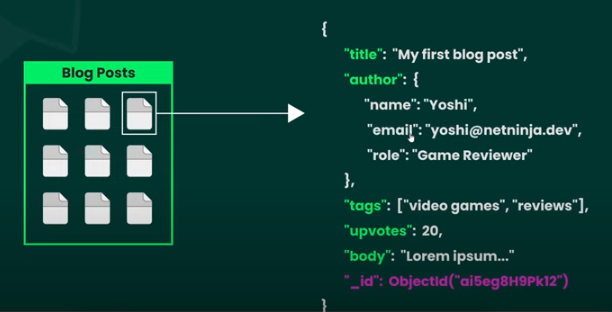 Blog Posts
{
"title": "My first blog post",
"author": {
"name": "Yoshi",
"email": "yoshi@netninja.dev",
"role": "Game Reviewer"
},
"tags": ["video games", "reviews"],
"upvotes": 20,
"body": "Lorem ipsum..."
"_id": ObjectId("ai5eg8H9Pk12")
}